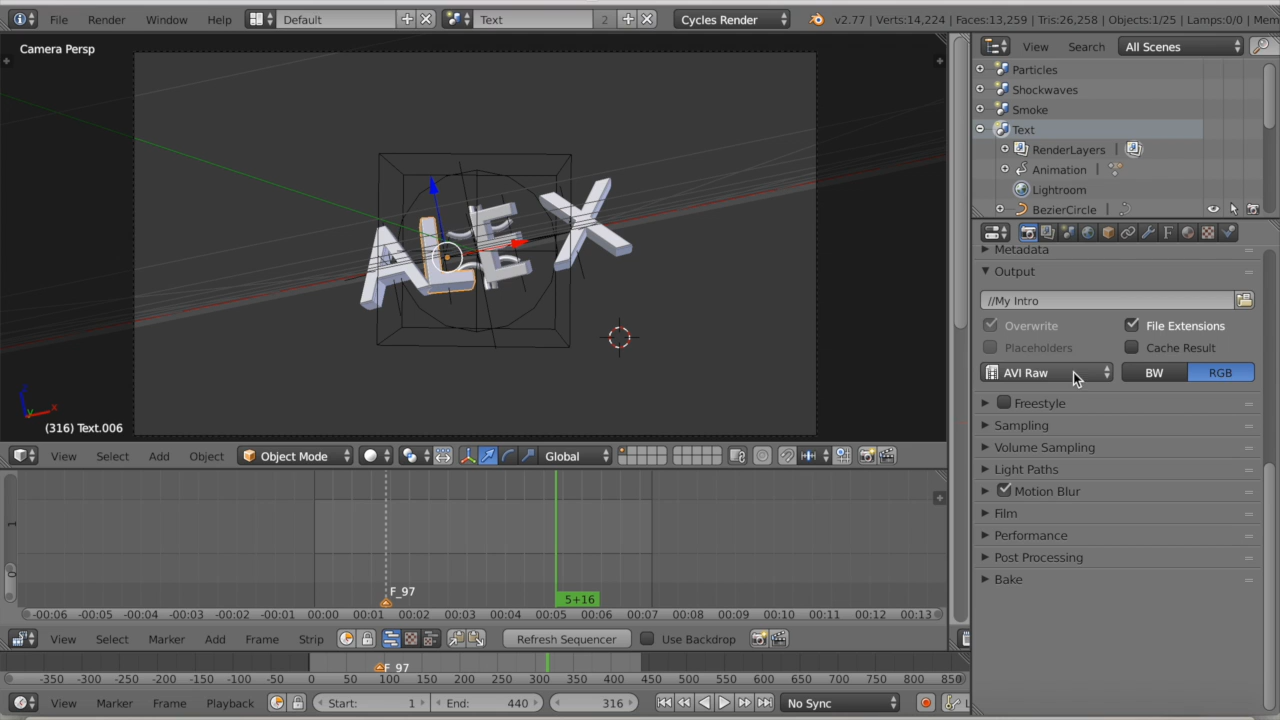 File Render Window Help Default Text 2 Cycles Render v2.77 | Verts:14,224 | Faces:13,259 | Tris:26,258 | Objects:1/25 | Lamps:0/0 | Mem
Camera Persp
View Search All Scenes
Particles
Shockwaves
Smoke
Text
RenderLayers
Animation
Lightroom
BezierCircle
ALEX
Metadata
Output
//My Intro
Overwrite File Extensions
Placeholders Cache Result
AVI Raw BW RGB
Freestyle
Sampling
Volume Sampling
Light Paths
Motion Blur
Film
Performance
Post Processing
Bake
z
x
y
(316) Text.006
View Select Add Object Object Mode Global
1
0
F_97
5+16
-00:06 -00:05 -00:04 -00:03 -00:02 -00:01 00:00 00:01 00:02 00:03 00:04 00:05 00:06 00:07 00:08 00:09 00:10 00:11 00:12 00:13
View Select Marker Add Frame Strip Refresh Sequencer Use Backdrop
F_97
-350 -300 -250 -200 -150 -100 -50 0 50 100 150 200 250 300 350 400 450 500 550 600 650 700 750 800 850
View Marker Frame Playback Start: 1 End: 440 316 No Sync